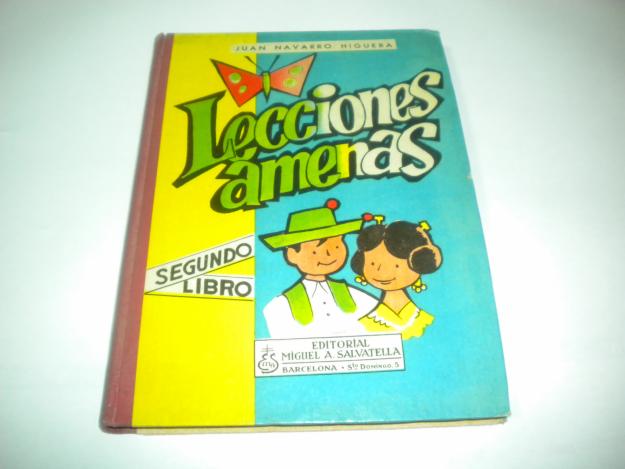 JUAN NAVARRO HIGUERA
Lecciones
amenas
SEGUNDO
LIBRO
EDITORIAL
MIGUEL A. SALVATELLA
BARCELONA - Sto DOMINGO, 5